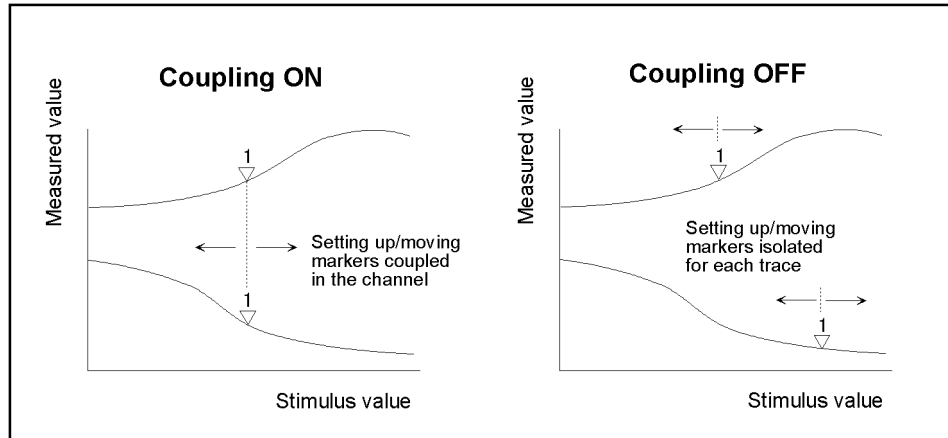 Coupling ON
Measured value
1
Setting up/moving
markers coupled
in the channel
1
Stimulus value
Coupling OFF
Measured value
1
Setting up/moving
markers isolated
for each trace
1
Stimulus value